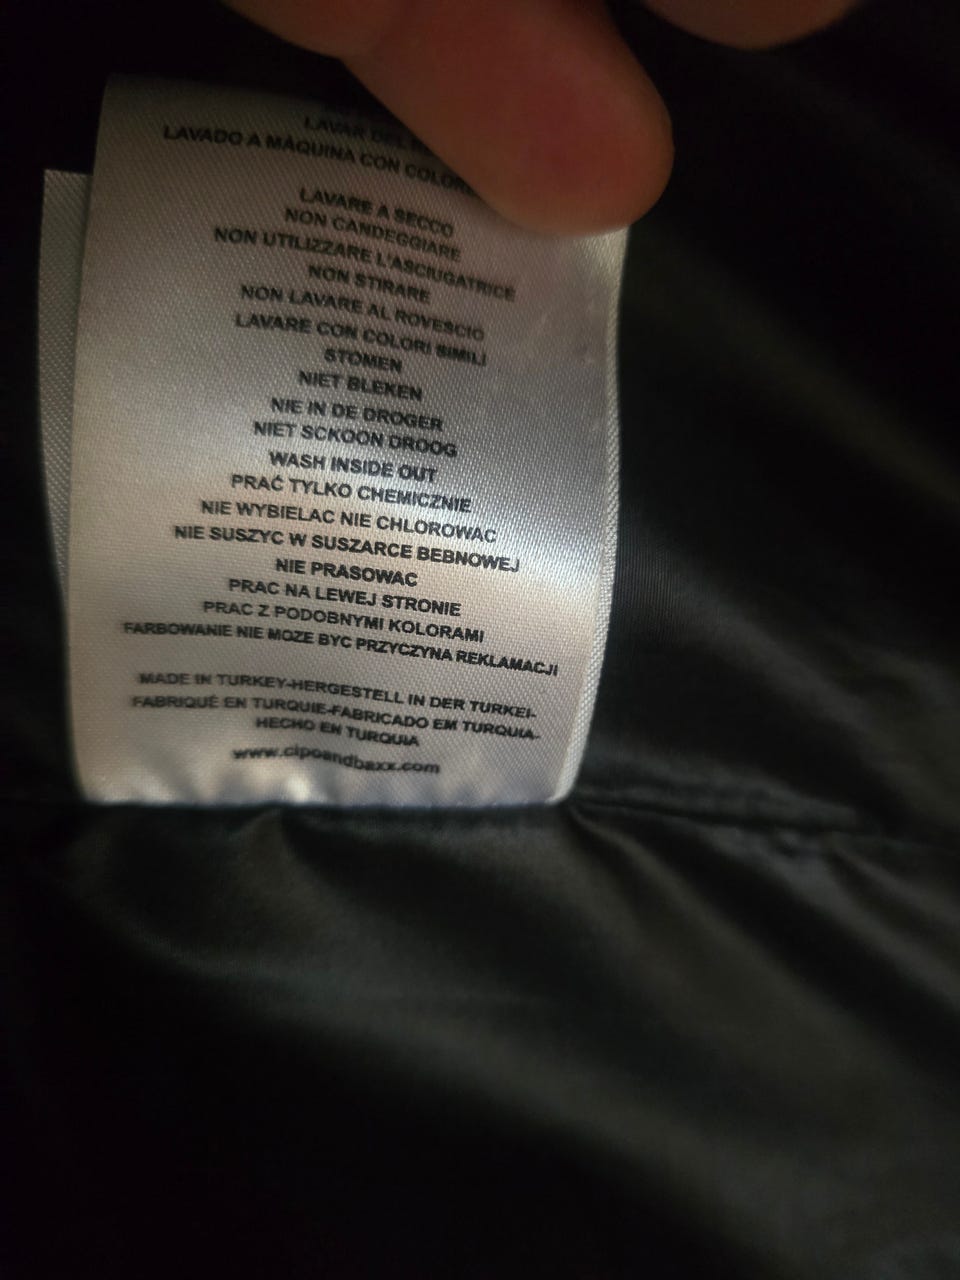 LAVAR DEL
LAVADO A MÀQUINA CON COLOR
LAVARE A SECCO
NON CANDEGGIARE
NON UTILIZZARE L'ASCIUGATRICE
NON STIRARE
NON LAVARE AL ROVESCIO
LAVARE CON COLORI SIMILI
STOMEN
NIET BLEKEN
NIE IN DE DROGER
NIET SCKOON DROOG
WASH INSIDE OUT
PRAĆ TYLKO CHEMICZNIE
NIE WYBIELAC NIE CHLOROWAC
NIE SUSZYC W SUSZARCE BEBNOWEJ
NIE PRASOWAC
PRAC NA LEWEJ STRONIE
PRAC Z PODOBNYMI KOLORAMI
FARBOWANIE NIE MOZE BYC PRZYCZYNA REKLAMACJI
MADE IN TURKEY-HERGESTELL IN DER TURKEI-
FABRIQUÉ EN TURQUIE-FABRICADO EM TURQUIA-
HECHO EN TURQUIA
www.cipoandbaxx.com